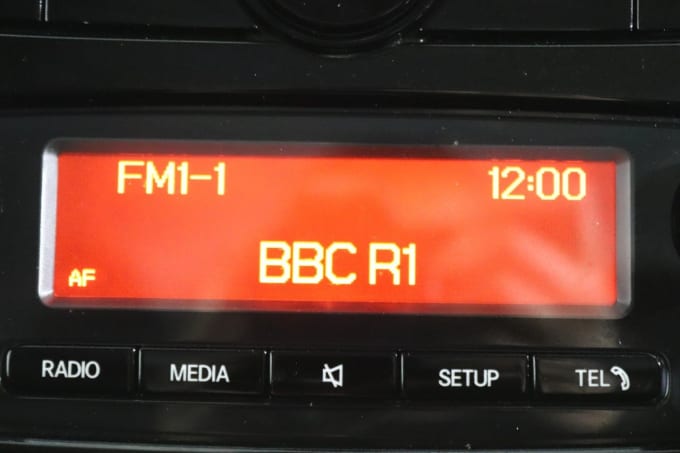 FM1-1 12:00
BBC R1
AF
RADIO MEDIA SETUP TEL